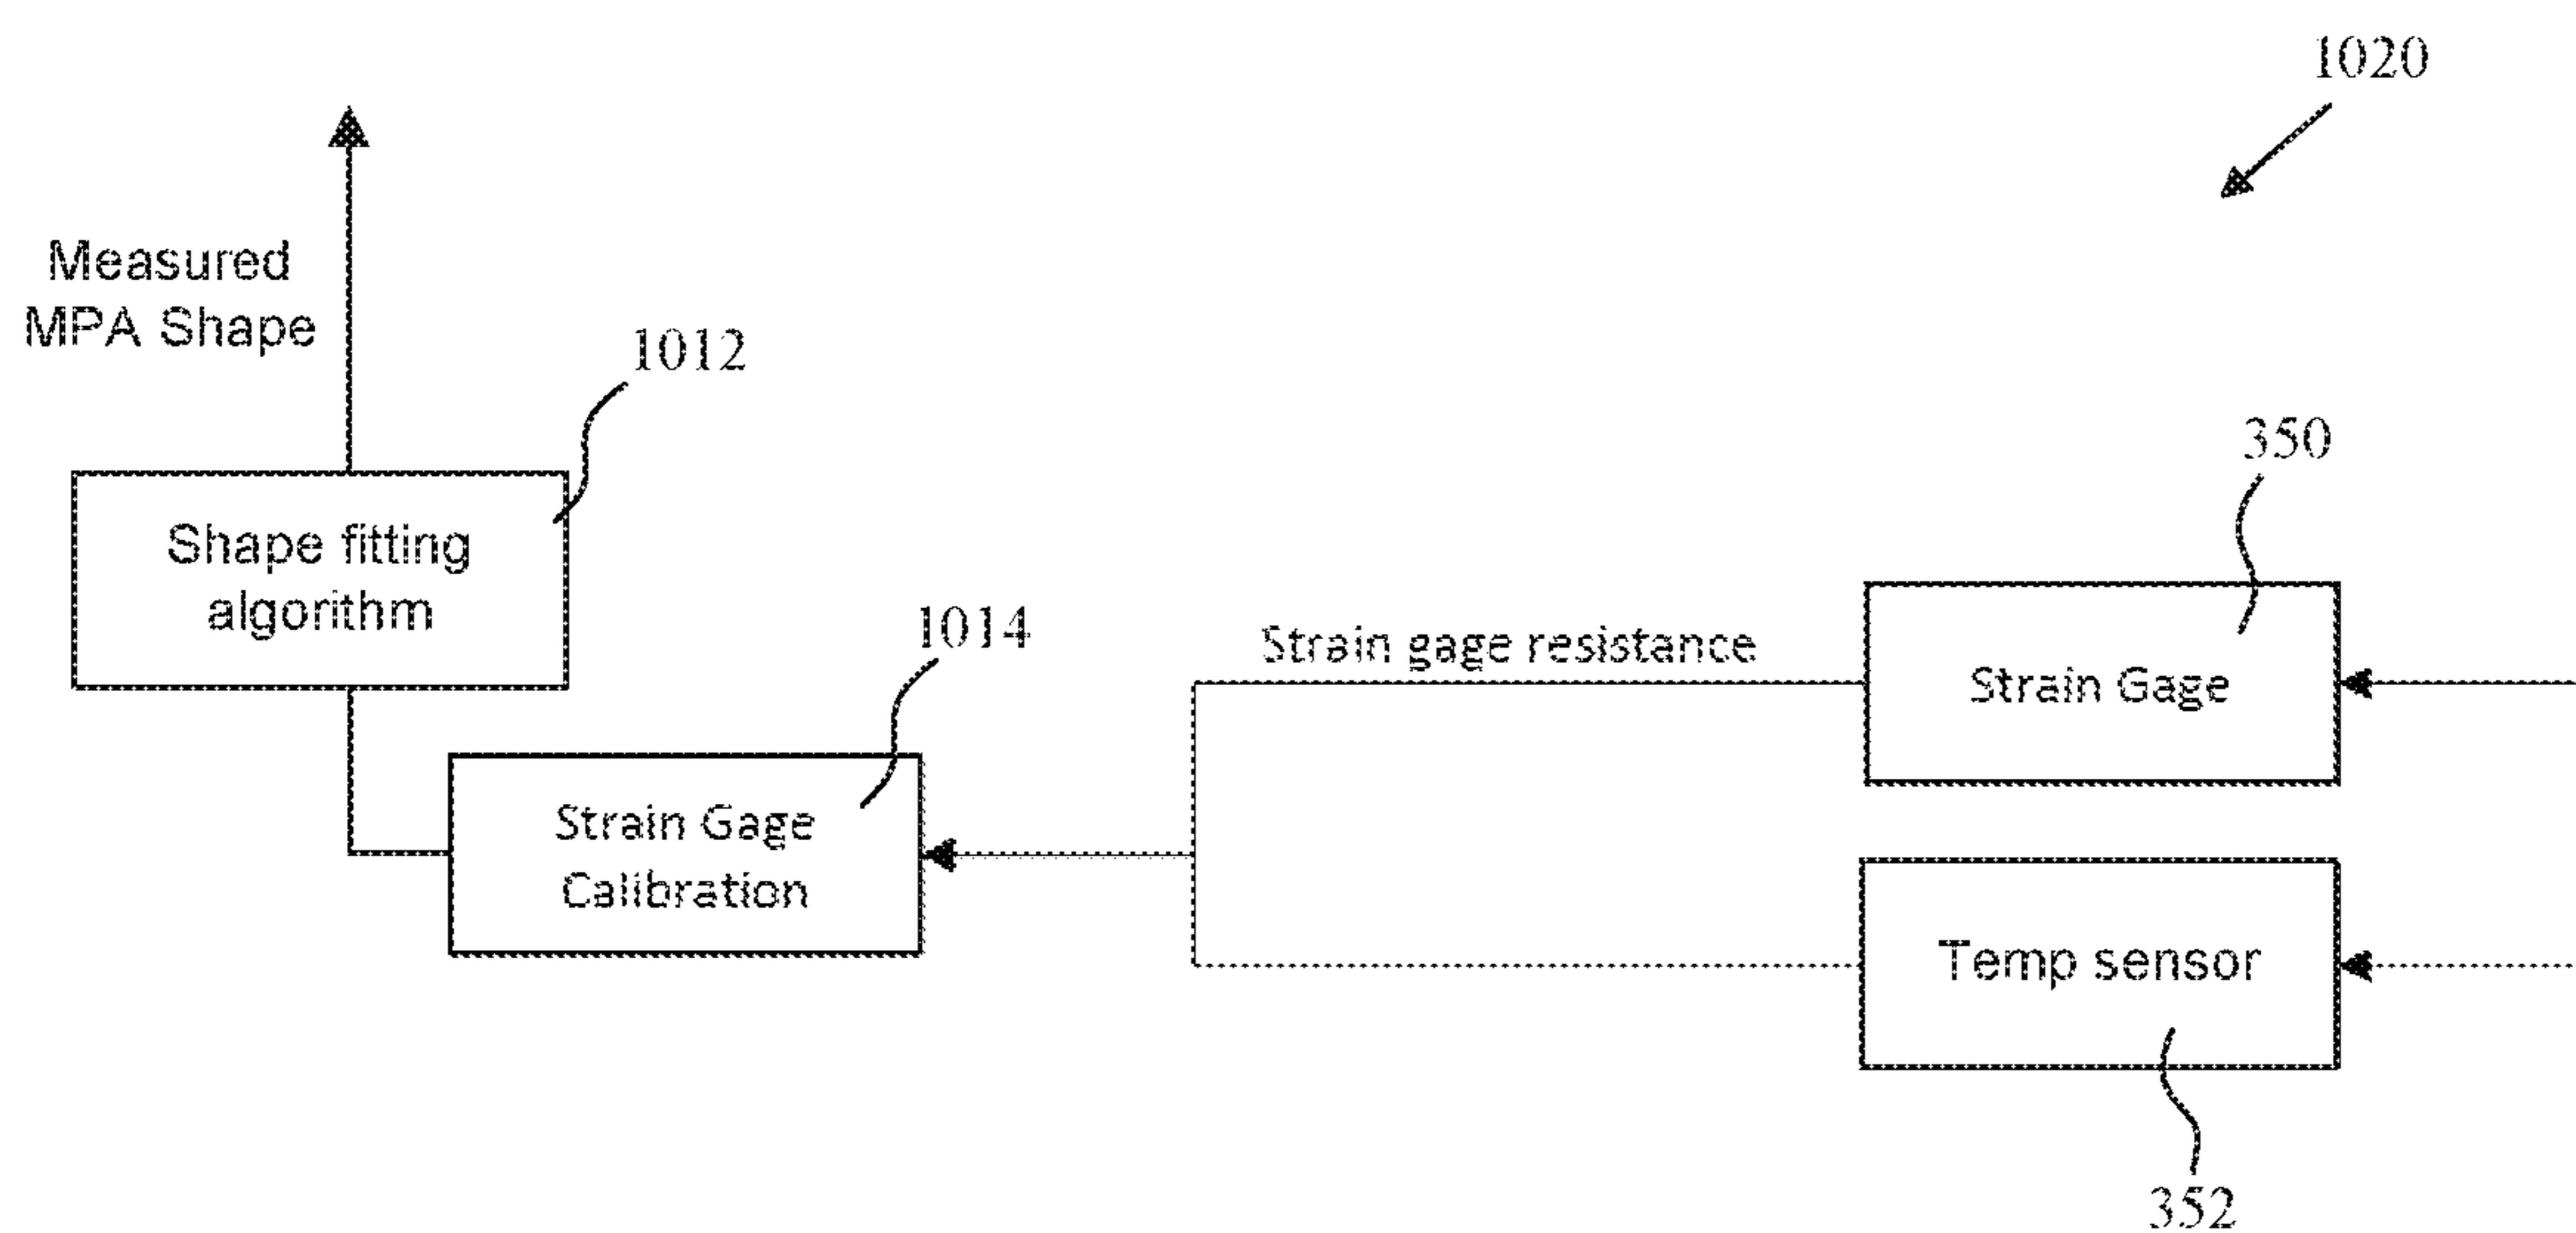 1020
Measured
MPA Shape
1012
350
Shape fitting
algorithm
1014
Strain gage resistance
Strain Gage
Strain Gage
Calibration
Temp sensor
352